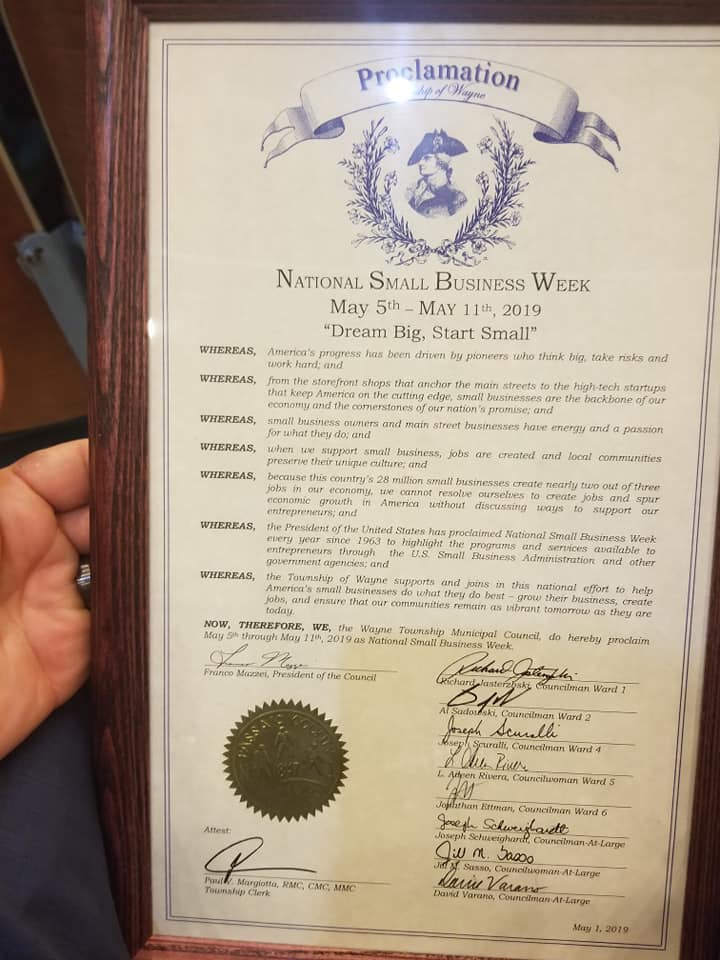 Proclamation
ship of Wayne
NATIONAL SMALL BUSINESS WEEK
MAY 5th – MAY 11th, 2019
"Dream Big, Start Small"
WHEREAS, America's progress has been driven by pioneers who think big, take risks and
work hard; and
WHEREAS, from the storefront shops that anchor the main streets to the high-tech startups
that keep America on the cutting edge, small businesses are the backbone of our
economy and the cornerstones of our nation's promise; and
WHEREAS, small business owners and main street businesses have energy and a passion
for what they do; and
WHEREAS, when we support small business, jobs are created and local communities
preserve their unique culture; and
WHEREAS, because this country's 28 million small businesses create nearly two out of three
jobs in our economy, we cannot resolve ourselves to create jobs and spur
economic growth in America without discussing ways to support our
entrepreneurs; and
WHEREAS, the President of the United States has proclaimed National Small Business Week
every year since 1963 to highlight the programs and services available to
entrepreneurs through the U.S. Small Business Administration and other
government agencies; and
WHEREAS, the Township of Wayne supports and joins in this national effort to help
America's small businesses do what they do best – grow their business, create
jobs, and ensure that our communities remain as vibrant tomorrow as they are
today.
NOW, THEREFORE, WE, the Wayne Township Municipal Council, do hereby proclaim
May 5th through May 11th, 2019 as National Small Business Week.
Franco Mazzei, President of the Council
Richard Jasterzbski, Councilman Ward 1
Al Sadowski, Councilman Ward 2
Joseph Scuralli
Joseph Scuralli, Councilman Ward 4
L. Aileen Rivera, Councilwoman Ward 5
Jonathan Ettman, Councilman Ward 6
Joseph Schweighardt
Joseph Schweighardt, Councilman-At-Large
Jill M. Sasso
Jill M. Sasso, Councilwoman-At-Large
David Varano
David Varano, Councilman-At-Large
PASSAIC COUNTY
1837
Attest:
Paul V. Margiotta, RMC, CMC, MMC
Township Clerk
May 1, 2019